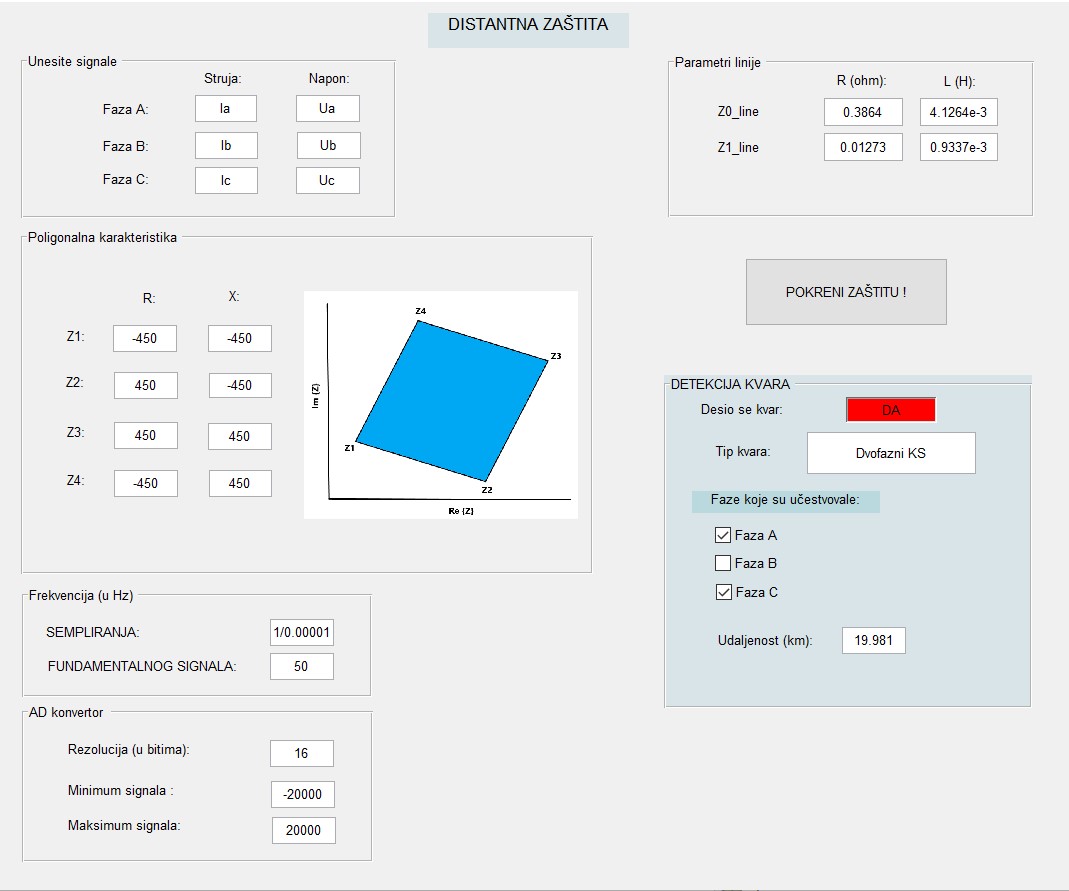 DISTANTNA ZAŠTITA
Unesite signale
Struja: Napon:
Faza A: Ia Ua
Faza B: Ib Ub
Faza C: Ic Uc
Parametri linije
R (ohm): L (H):
Z0_line 0.3864 4.1264e-3
Z1_line 0.01273 0.9337e-3
Poligonalna karakteristika
R: X:
Z1: -450 -450
Z2: 450 -450
Z3: 450 450
Z4: -450 450
Z4
Z3
Im (Z)
Z1
Z2
Re (Z)
POKRENI ZAŠTITU !
DETEKCIJA KVARA
Desio se kvar: DA
Tip kvara: Dvofazni KS
Faze koje su učestvovale:
Faza A
Faza B
Faza C
Udaljenost (km): 19.981
Frekvencija (u Hz)
SEMPLIRANJA: 1/0.00001
FUNDAMENTALNOG SIGNALA: 50
AD konvertor
Rezolucija (u bitima): 16
Minimum signala : -20000
Maksimum signala: 20000